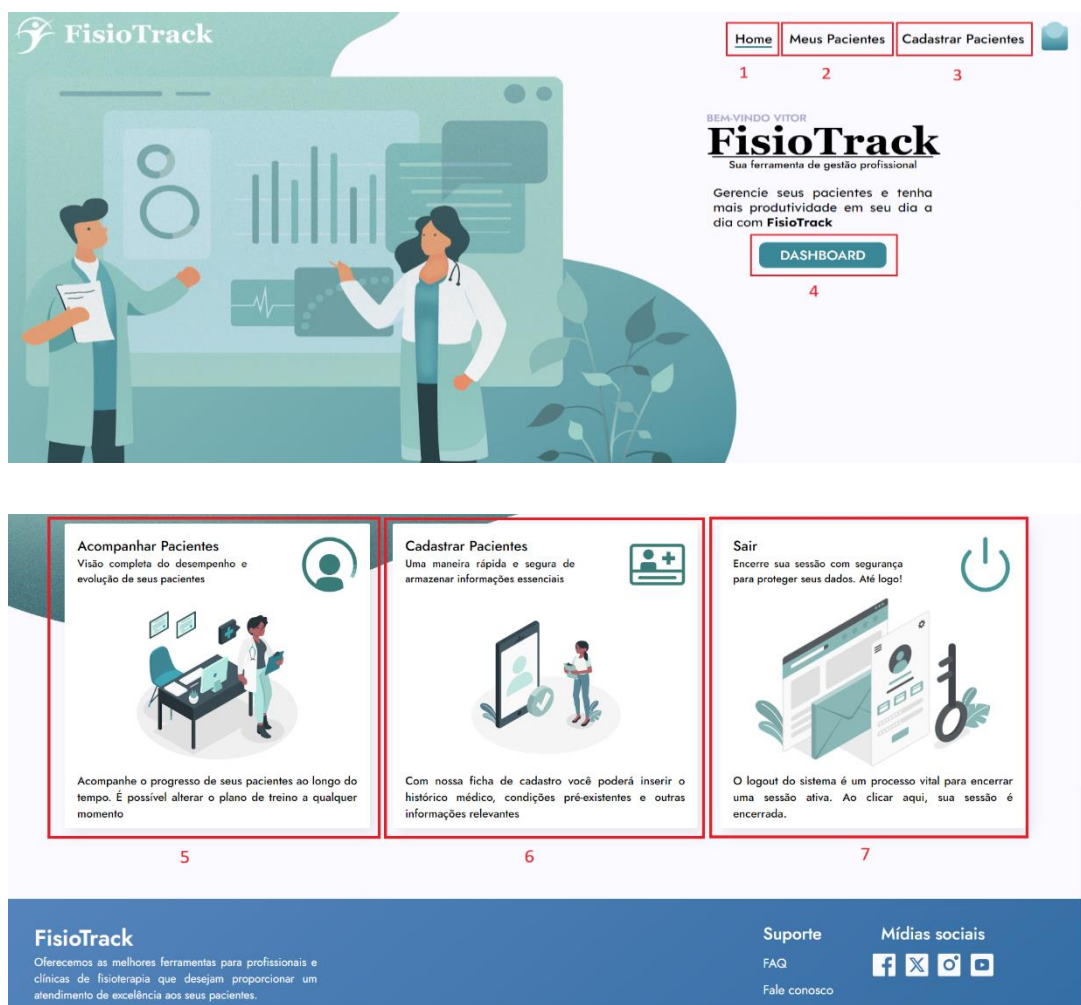 FisioTrack
Home Meus Pacientes Cadastrar Pacientes
1 2 3
BEM-VINDO VITOR
FisioTrack
Sua ferramenta de gestão profissional
Gerencie seus pacientes e tenha
mais produtividade em seu dia a
dia com FisioTrack
DASHBOARD
4
Acompanhar Pacientes
Visão completa do desempenho e
evolução de seus pacientes
Acompanhe o progresso de seus pacientes ao longo do
tempo. É possível alterar o plano de treino a qualquer
momento
5
Cadastrar Pacientes
Uma maneira rápida e segura de
armazenar informações essenciais
Com nossa ficha de cadastro você poderá inserir o
histórico médico, condições pré-existentes e outras
informações relevantes
6
Sair
Encerre sua sessão com segurança
para proteger seus dados. Até logo!
O logout do sistema é um processo vital para encerrar
uma sessão ativa. Ao clicar aqui, sua sessão é
encerrada.
7
FisioTrack
Oferecemos as melhores ferramentas para profissionais e
clínicas de fisioterapia que desejam proporcionar um
atendimento de excelência aos seus pacientes.
Suporte
FAQ
Fale conosco
Mídias sociais